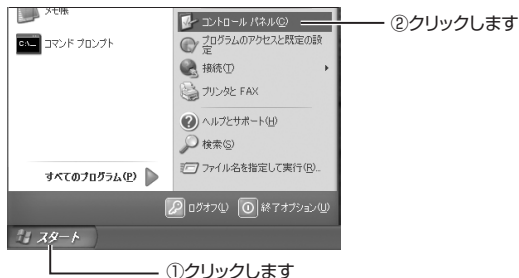 メモ帳
コマンド プロンプト
すべてのプログラム(P)
コントロール パネル(C)
プログラムのアクセスと既定の設
定
接続(T)
プリンタと FAX
ヘルプとサポート(H)
検索(S)
ファイル名を指定して実行(R)...
ログオフ(L)
終了オプション(U)
スタート
②クリックします
①クリックします